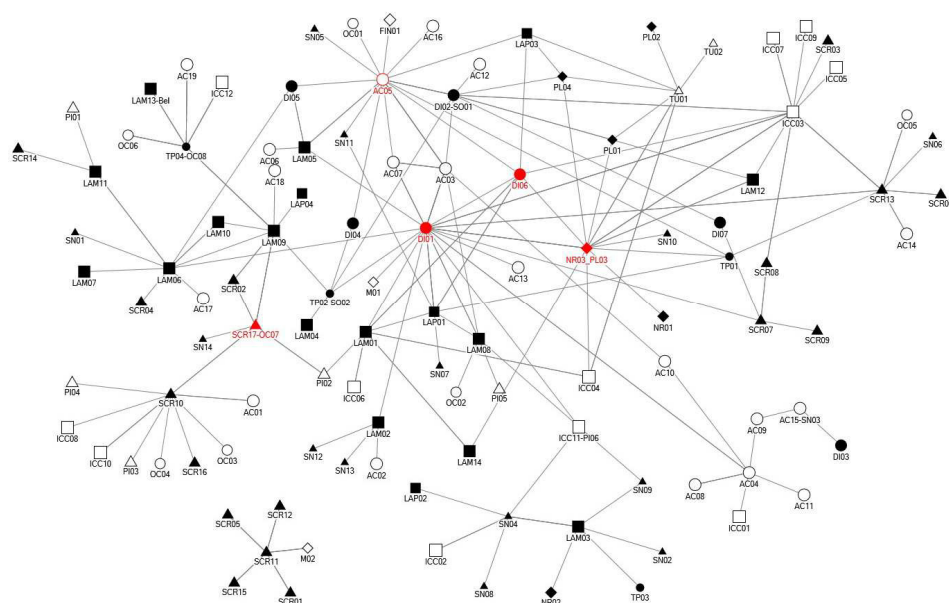 OC01
FIN01
SN05
AC16
PL02
ICC09
ICC07
SCR03
LAP03
TU02
AC19
AC12
ICC05
LAM13-Bel
ICC12
DI05
AC05
DI02-SO01
PL04
TU01
PI01
ICC03
OC05
OC06
TP04-OC08
SN11
PL01
SN06
SCR14
AC06
LAM05
AC18
AC07
AC03
LAM11
DI06
LAM12
SCR13
SCR0
LAP04
LAM10
LAM09
DI04
DI01
SN10
DI07
AC14
SN01
NR03_PL03
TP01
SCR08
LAM07
LAM06
SCR02
M01
AC13
AC17
TP02-SO02
SCR04
LAM04
LAP01
NR01
SCR07
SCR09
SCR17-OC07
SN14
LAM01
LAM08
SN07
AC10
PI02
ICC04
PI04
ICC06
OC02
PI05
SCR10
AC01
AC15-SN03
AC09
LAM02
ICC11-PI06
ICC08
DI03
ICC10
PI03
OC04
SCR16
OC03
SN12
SN13
AC02
LAM14
AC04
AC08
AC11
LAP02
SN09
SCR12
SCR05
ICC01
SN04
LAM03
SCR11
M02
ICC02
SN02
SCR15
SCR01
SN08
NR02
TP03